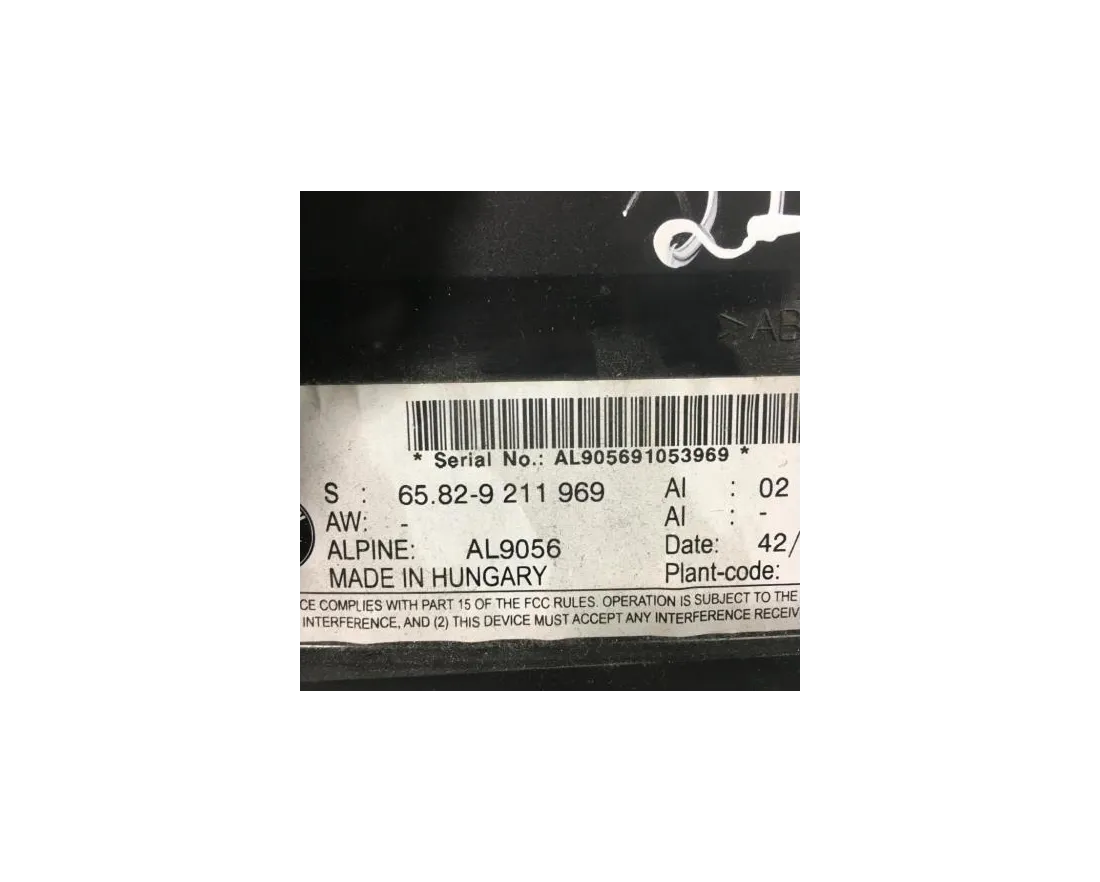 >AB
* Serial No.: AL905691053969 *
S : 65.82-9 211 969 AI : 02
AW: - AI : -
ALPINE: AL9056 Date: 42/
MADE IN HUNGARY Plant-code:
CE COMPLIES WITH PART 15 OF THE FCC RULES. OPERATION IS SUBJECT TO THE
INTERFERENCE, AND (2) THIS DEVICE MUST ACCEPT ANY INTERFERENCE RECEIV